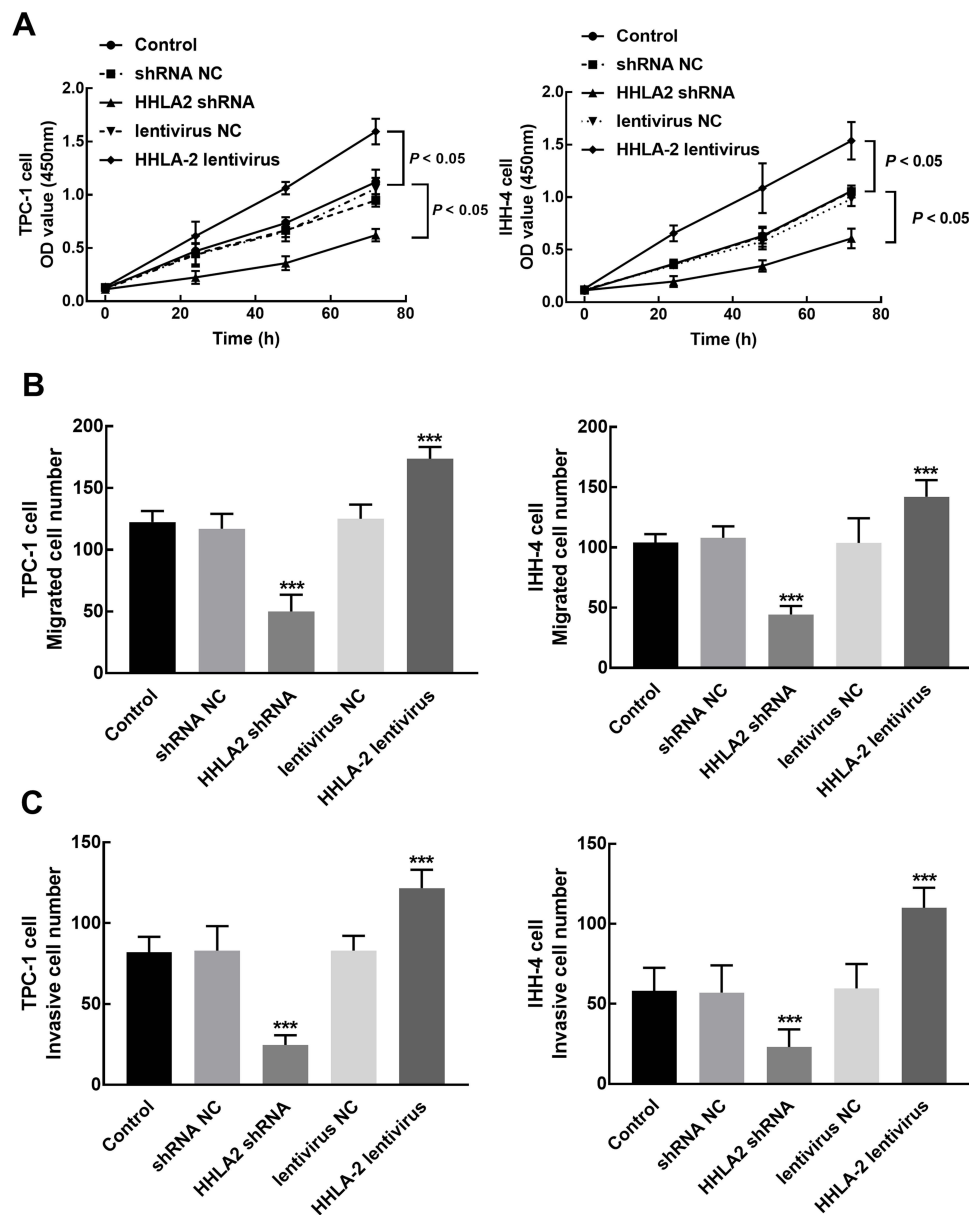 A
Control
shRNA NC
HHLA2 shRNA
lentivirus NC
HHLA-2 lentivirus
TPC-1 cell
OD value (450nm)
2.0
1.5
1.0
0.5
0.0
0
20
40
60
80
Time (h)
P < 0.05
P < 0.05
Control
shRNA NC
HHLA2 shRNA
lentivirus NC
HHLA-2 lentivirus
IHH-4 cell
OD value (450nm)
2.0
1.5
1.0
0.5
0.0
0
20
40
60
80
Time (h)
P < 0.05
P < 0.05
B
TPC-1 cell
Migrated cell number
200
150
100
50
0
***
***
Control
shRNA NC
HHLA2 shRNA
lentivirus NC
HHLA-2 lentivirus
IHH-4 cell
Migrated cell number
200
150
100
50
0
***
***
Control
shRNA NC
HHLA2 shRNA
lentivirus NC
HHLA-2 lentivirus
C
TPC-1 cell
Invasive cell number
150
100
50
0
***
***
Control
shRNA NC
HHLA2 shRNA
lentivirus NC
HHLA-2 lentivirus
IHH-4 cell
Invasive cell number
150
100
50
0
***
***
Control
shRNA NC
HHLA2 shRNA
lentivirus NC
HHLA-2 lentivirus